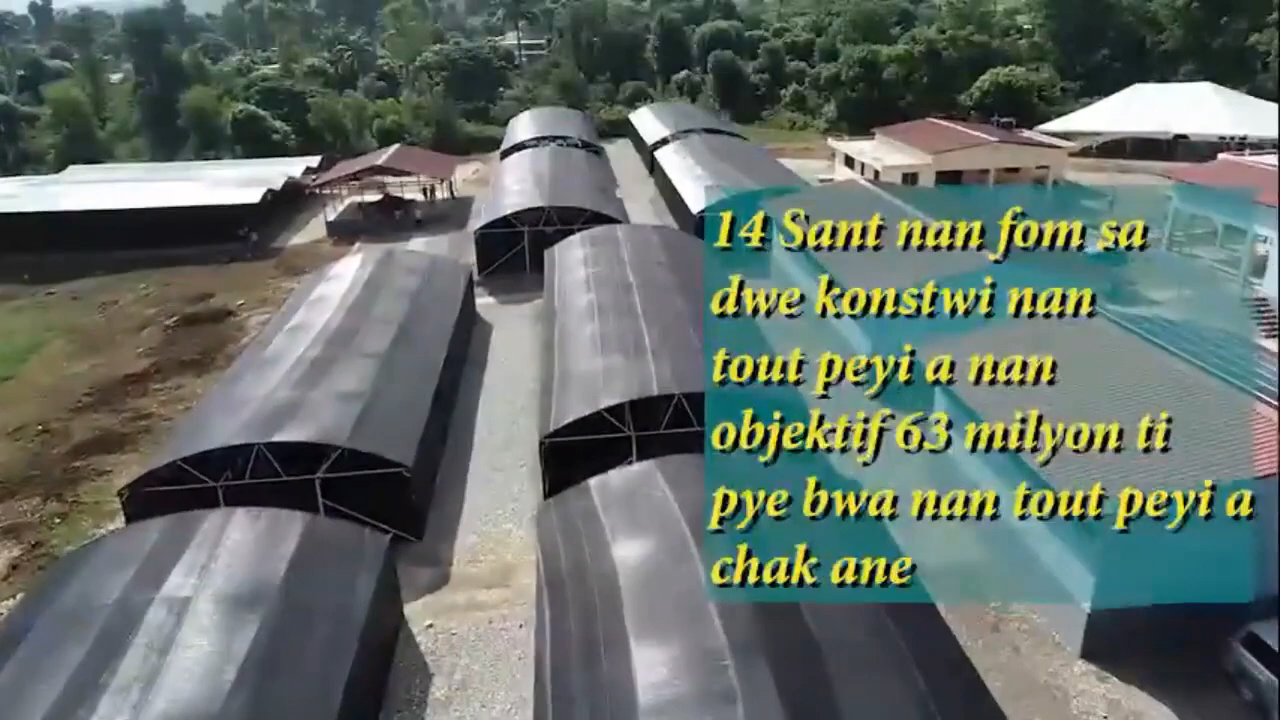 14 Sant nan fom sa
dwe konstwi nan
tout peyi a nan
objektif 63 milyon ti
pye bwa nan tout peyi a
chak ane